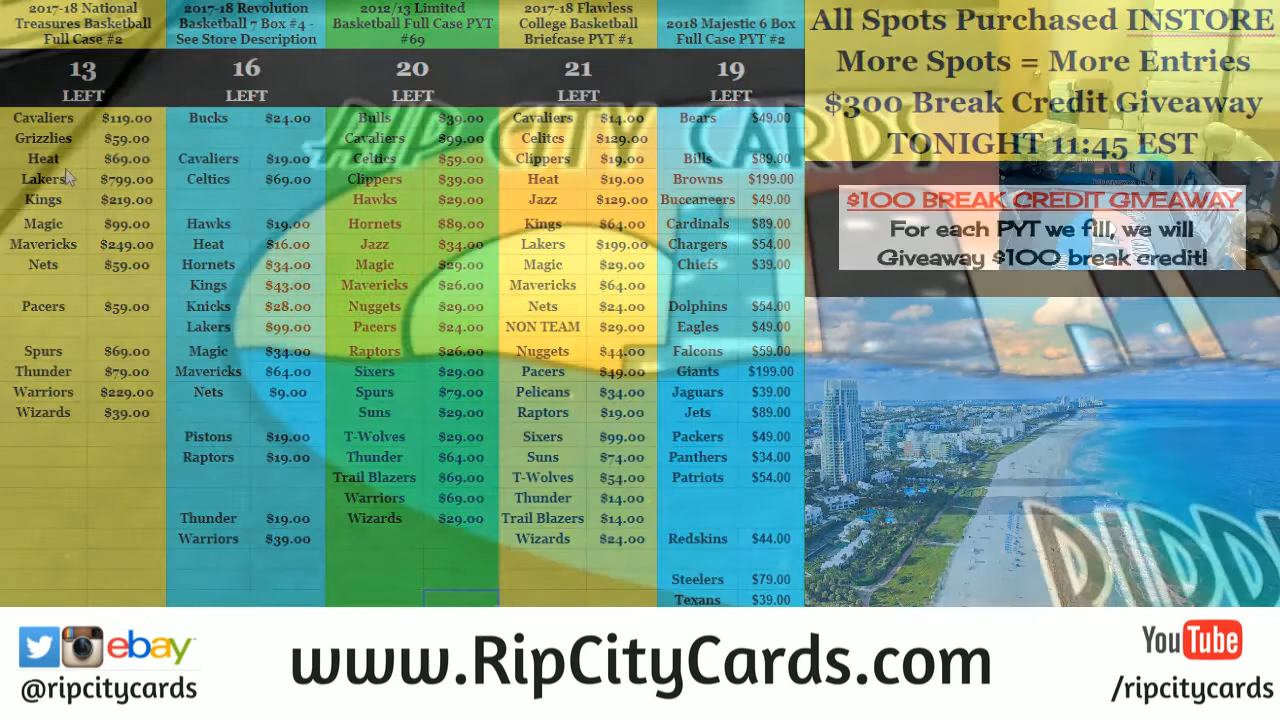 2017-18 National
Treasures Basketball
Full Case #2
13
LEFT
Cavaliers $119.00
Grizzlies $59.00
Heat $69.00
Lakers $799.00
Kings $219.00
Magic $99.00
Mavericks $249.00
Nets $59.00
Pacers $59.00
Spurs $69.00
Thunder $79.00
Warriors $229.00
Wizards $39.00
2017-18 Revolution
Basketball 7 Box #4 -
See Store Description
16
LEFT
Bucks $24.00
Cavaliers $19.00
Celtics $69.00
Hawks $19.00
Heat $16.00
Hornets $34.00
Kings $43.00
Knicks $28.00
Lakers $99.00
Magic $34.00
Mavericks $64.00
Nets $9.00
Pistons $19.00
Raptors $19.00
Thunder $19.00
Warriors $39.00
2012/13 Limited
Basketball Full Case PYT
#69
20
LEFT
Bulls $39.00
Cavaliers $99.00
Celtics $59.00
Clippers $39.00
Hawks $29.00
Hornets $89.00
Jazz $34.00
Magic $29.00
Mavericks $26.00
Nuggets $29.00
Pacers $24.00
Raptors $26.00
Sixers $29.00
Spurs $79.00
Suns $29.00
T-Wolves $29.00
Thunder $64.00
Trail Blazers $69.00
Warriors $69.00
Wizards $29.00
2017-18 Flawless
College Basketball
Briefcase PYT #1
21
LEFT
Cavaliers $14.00
Celitcs $129.00
Clippers $19.00
Heat $19.00
Jazz $129.00
Kings $64.00
Lakers $199.00
Magic $29.00
Mavericks $64.00
Nets $24.00
NON TEAM $29.00
Nuggets $44.00
Pacers $49.00
Pelicans $34.00
Raptors $19.00
Sixers $99.00
Suns $74.00
T-Wolves $54.00
Thunder $14.00
Trail Blazers $14.00
Wizards $24.00
2018 Majestic 6 Box
Full Case PYT #2
19
LEFT
Bears $49.00
Bills $89.00
Browns $199.00
Buccaneers $49.00
Cardinals $89.00
Chargers $54.00
Chiefs $39.00
Dolphins $54.00
Eagles $49.00
Falcons $59.00
Giants $199.00
Jaguars $39.00
Jets $89.00
Packers $49.00
Panthers $34.00
Patriots $54.00
Redskins $44.00
Steelers $79.00
Texans $39.00
All Spots Purchased INSTORE
More Spots = More Entries
$300 Break Credit Giveaway
TONIGHT 11:45 EST
$100 BREAK CREDIT GIVEAWAY
For each PYT we fill, we will
Giveaway $100 break credit!
RIP CITY CARDS
ebay
@ripcitycards
www.RipCityCards.com
YouTube
/ripcitycards